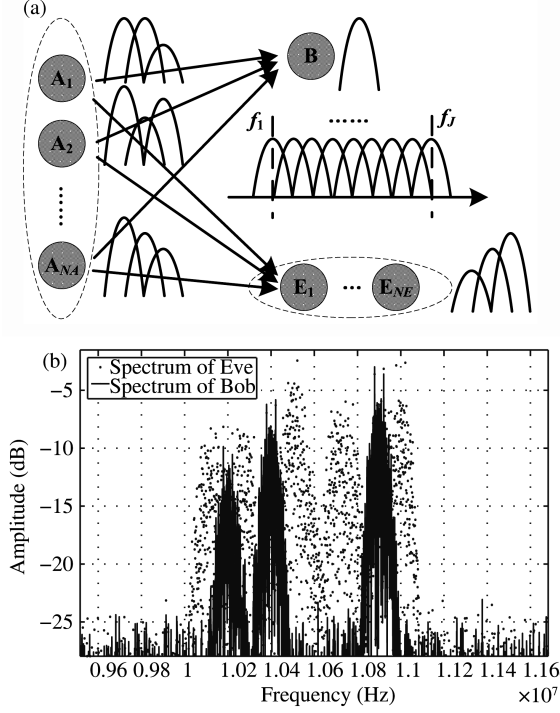 (a)
A1
B
f1
......
fJ
A2
......
ANA
E1
...
ENE
(b)
Spectrum of Eve
Spectrum of Bob
Amplitude (dB)
−5
−10
−15
−20
−25
0.96 0.98 1 1.02 1.04 1.06 1.08 1.1 1.12 1.14 1.16
Frequency (Hz)
×10^7